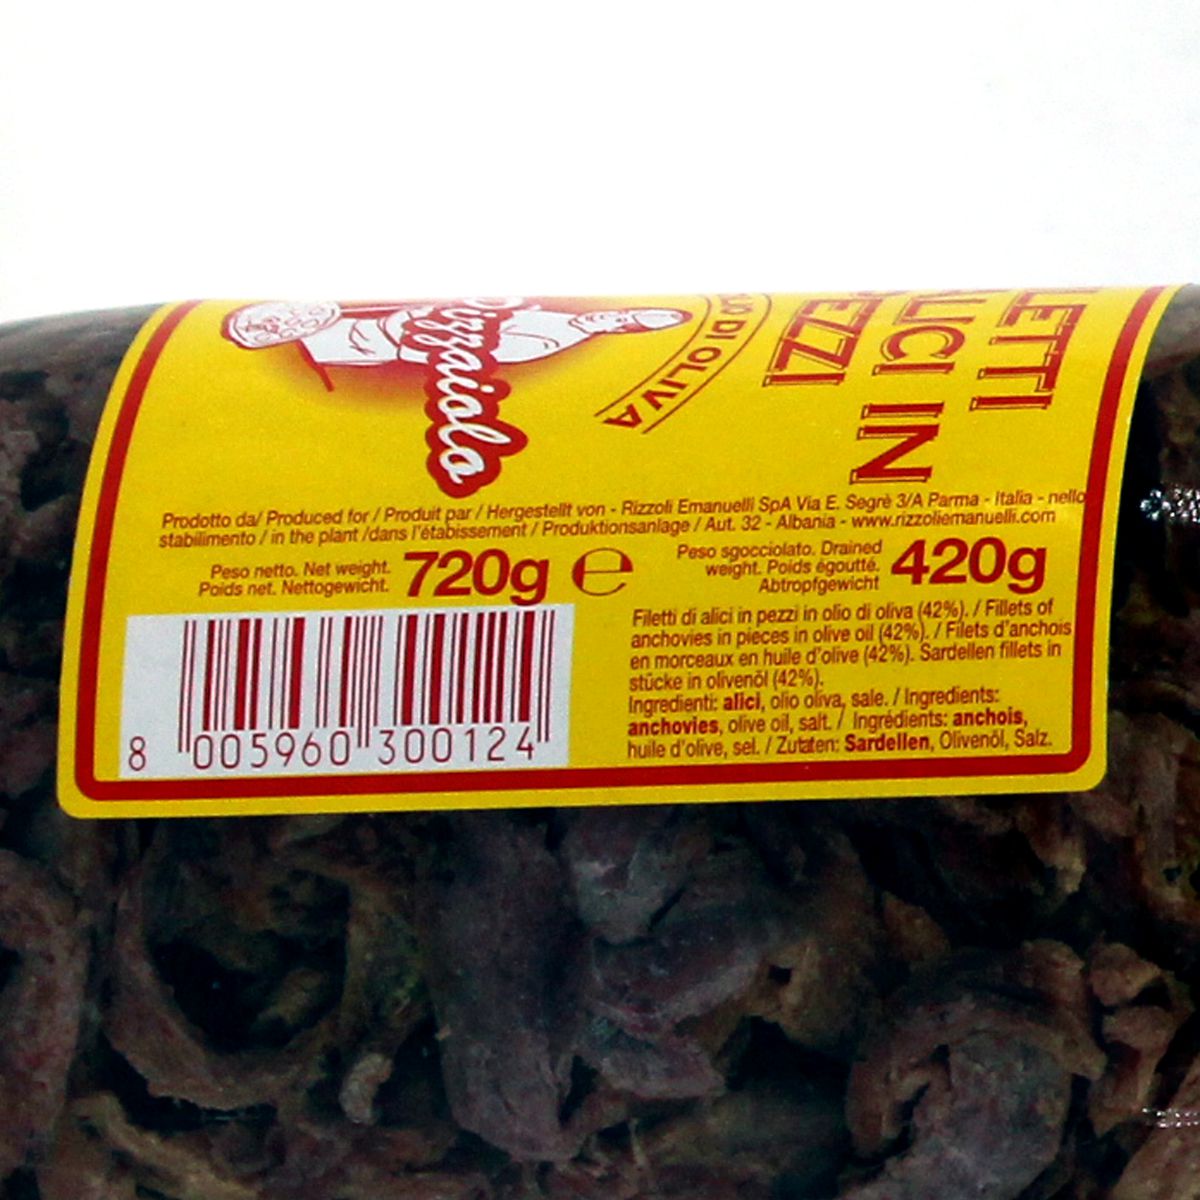 LETTI
LICI IN
EZZI
DI OLIVA
Pizzaiolo
Prodotto da/ Produced for / Produit par / Hergestellt von - Rizzoli Emanuelli SpA Via E. Segrè 3/A Parma - Italia - nello
stabilimento / in the plant /dans l'étabissement / Produktionsanlage / Aut. 32 - Albania - www.rizzoliemanuelli.com
Peso netto. Net weight.
Poids net. Nettogewicht.
720g ℮
Peso sgocciolato. Drained
weight. Poids égoutté.
Abtropfgewicht
420g
Filetti di alici in pezzi in olio di oliva (42%). / Fillets of
anchovies in pieces in olive oil (42%). / Filets d'anchois
en morceaux en huile d'olive (42%). Sardellen fillets in
stücke in olivenöl (42%).
Ingredienti: alici, olio oliva, sale. / Ingredients:
anchovies, olive oil, salt. / Ingrédients: anchois,
huile d'olive, sel. / Zutaten: Sardellen, Olivenöl, Salz.
8 005960 300124